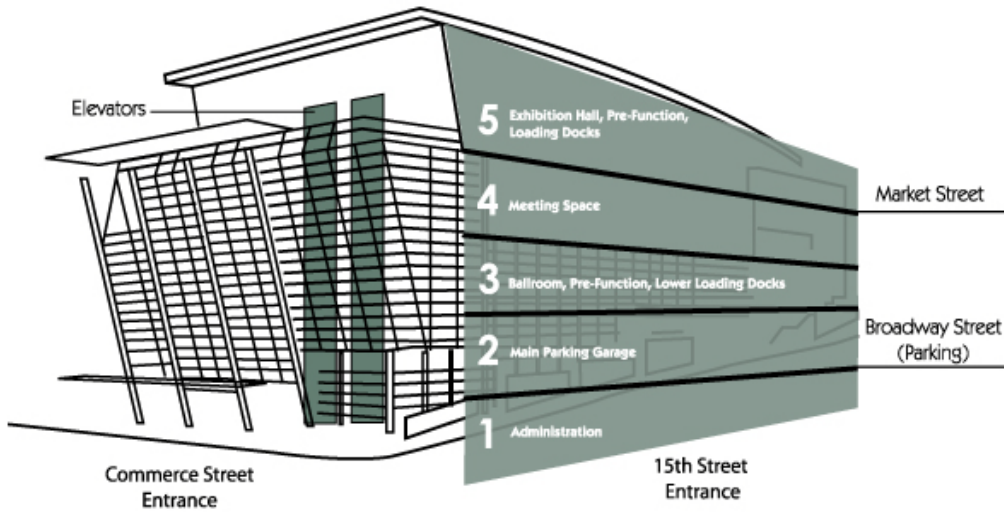 Elevators
5 Exhibition Hall, Pre-Function,
Loading Docks
4 Meeting Space
Market Street
3 Ballroom, Pre-Function, Lower Loading Docks
Broadway Street
(Parking)
2 Main Parking Garage
1 Administration
Commerce Street
Entrance
15th Street
Entrance